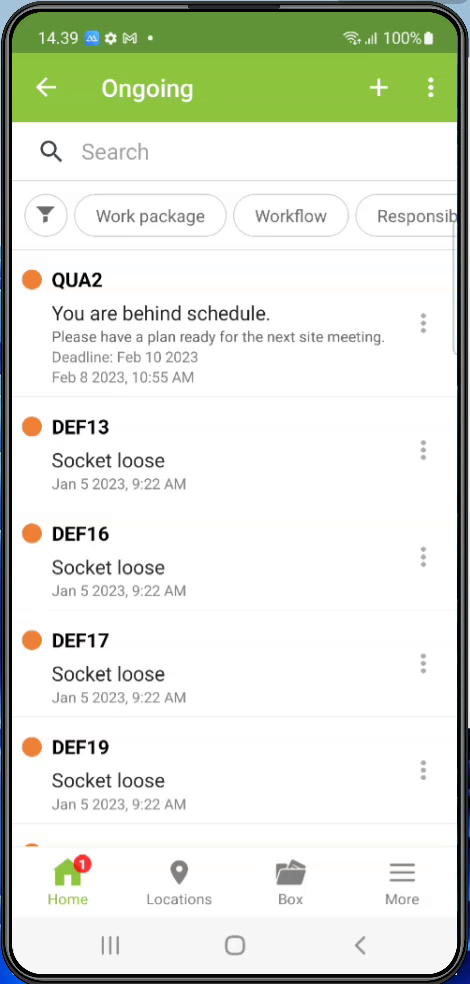 14.39
100%
Ongoing
Search
Work package
Workflow
Responsib
QUA2
You are behind schedule.
Please have a plan ready for the next site meeting.
Deadline: Feb 10 2023
Feb 8 2023, 10:55 AM
DEF13
Socket loose
Jan 5 2023, 9:22 AM
DEF16
Socket loose
Jan 5 2023, 9:22 AM
DEF17
Socket loose
Jan 5 2023, 9:22 AM
DEF19
Socket loose
Jan 5 2023, 9:22 AM
1
Home
Locations
Box
More